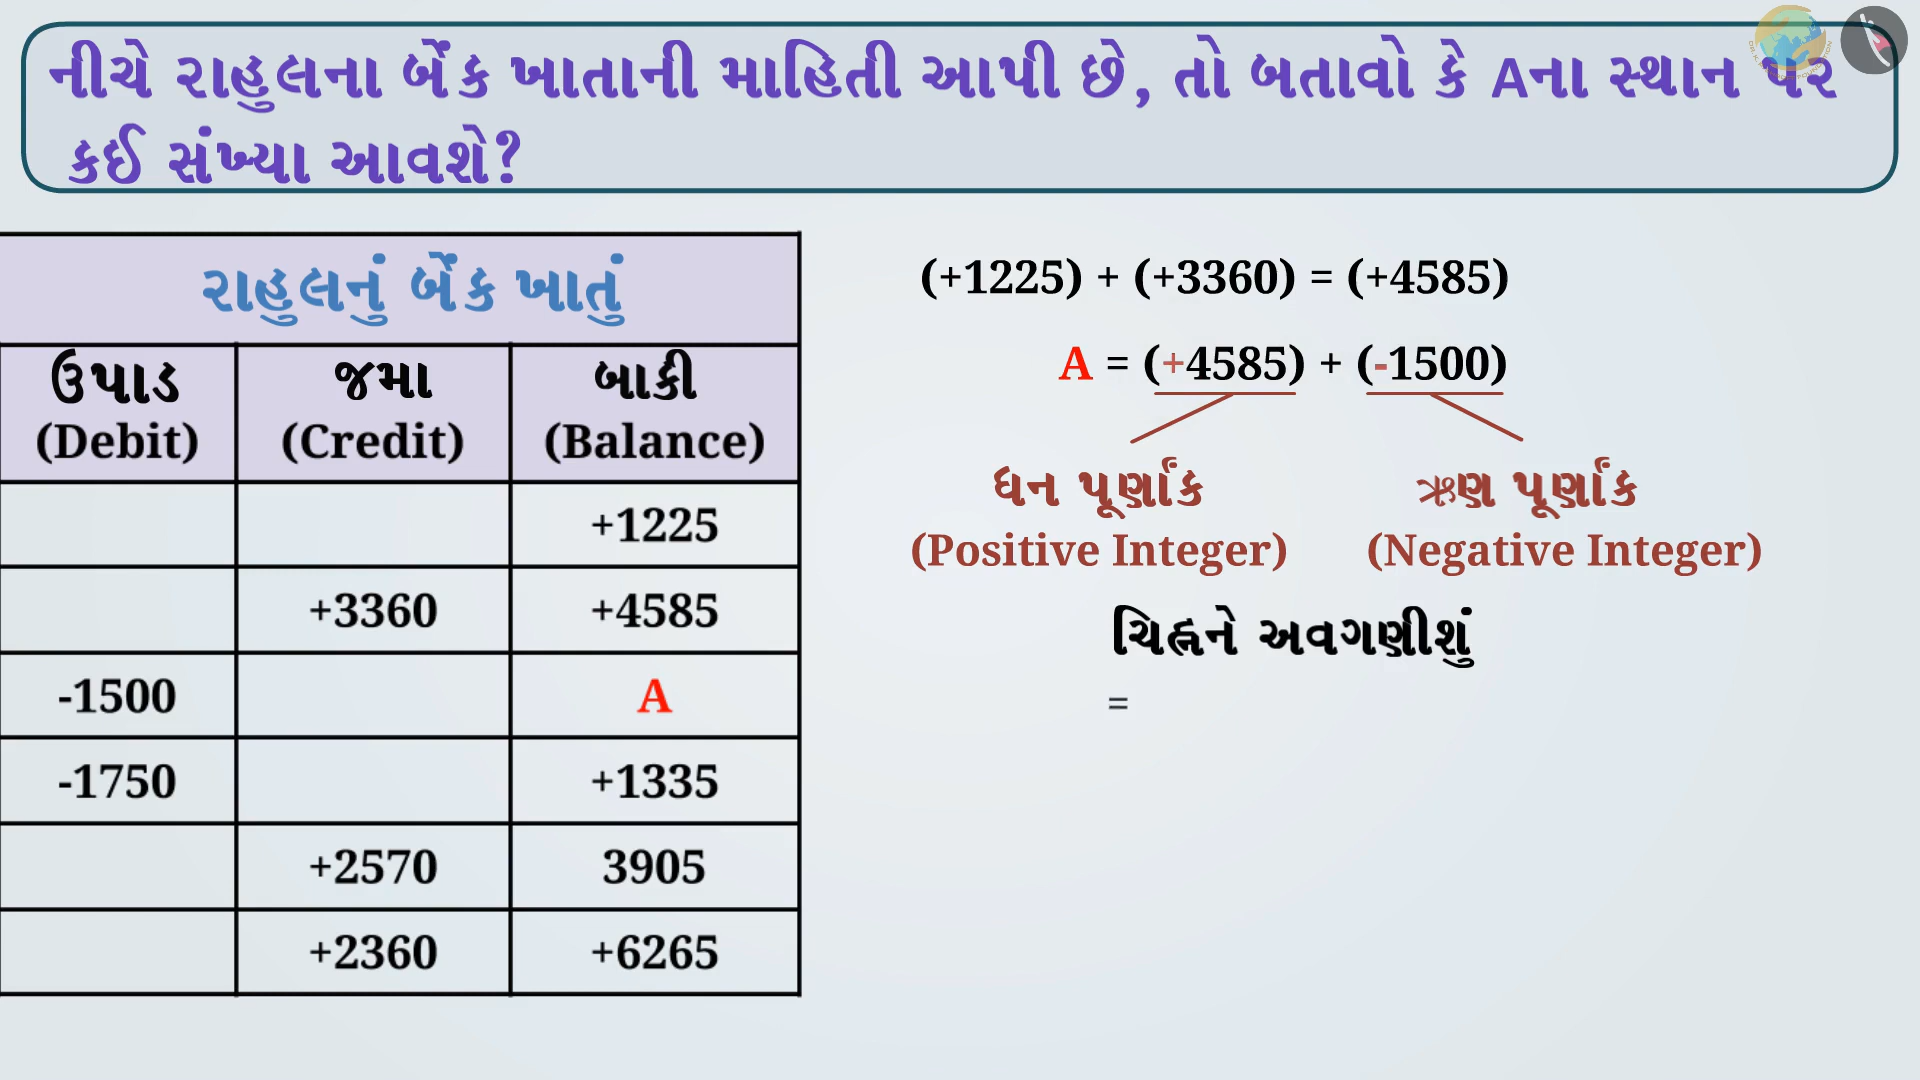 નીચે રાહુલના બેંક ખાતાની માહિતી આપી છે, તો બતાવો કે Aના સ્થાન પર
કઈ સંખ્યા આવશે?
રાહુલનું બેંક ખાતું
ઉપાડ (Debit) જમા (Credit) બાકી (Balance)
+1225
+3360 +4585
-1500 A
-1750 +1335
+2570 3905
+2360 +6265
(+1225) + (+3360) = (+4585)
A = (+4585) + (-1500)
ધન પૂર્ણાંક ઋણ પૂર્ણાંક
(Positive Integer) (Negative Integer)
ચિહ્નને અવગણીશું
=